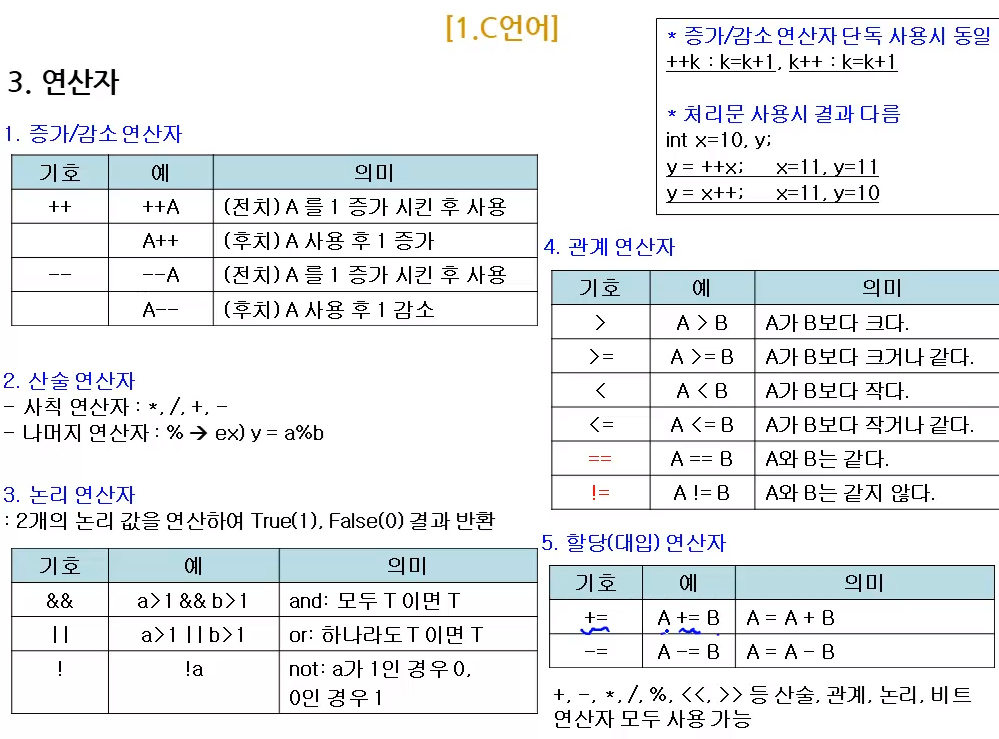 [1.C언어]
3. 연산자
1. 증가/감소 연산자
기호 예 의미
++ ++A (전치) A 를 1 증가 시킨 후 사용
A++ (후치) A 사용 후 1 증가
-- --A (전치) A 를 1 증가 시킨 후 사용
A-- (후치) A 사용 후 1 감소
2. 산술 연산자
- 사칙 연산자 : *, /, +, -
- 나머지 연산자 : % → ex) y = a%b
3. 논리 연산자
: 2개의 논리 값을 연산하여 True(1), False(0) 결과 반환
기호 예 의미
&& a>1 && b>1 and: 모두 T 이면 T
|| a>1 || b>1 or: 하나라도 T 이면 T
! !a not: a가 1인 경우 0,
0인 경우 1
* 증가/감소 연산자 단독 사용시 동일
++k : k=k+1, k++ : k=k+1
* 처리문 사용시 결과 다름
int x=10, y;
y = ++x; x=11, y=11
y = x++; x=11, y=10
4. 관계 연산자
기호 예 의미
> A > B A가 B보다 크다.
>= A >= B A가 B보다 크거나 같다.
< A < B A가 B보다 작다.
<= A <= B A가 B보다 작거나 같다.
== A == B A와 B는 같다.
!= A != B A와 B는 같지 않다.
5. 할당(대입) 연산자
기호 예 의미
+= A += B A = A + B
-= A -= B A = A - B
+, -, *, /, %, <<, >> 등 산술, 관계, 논리, 비트
연산자 모두 사용 가능